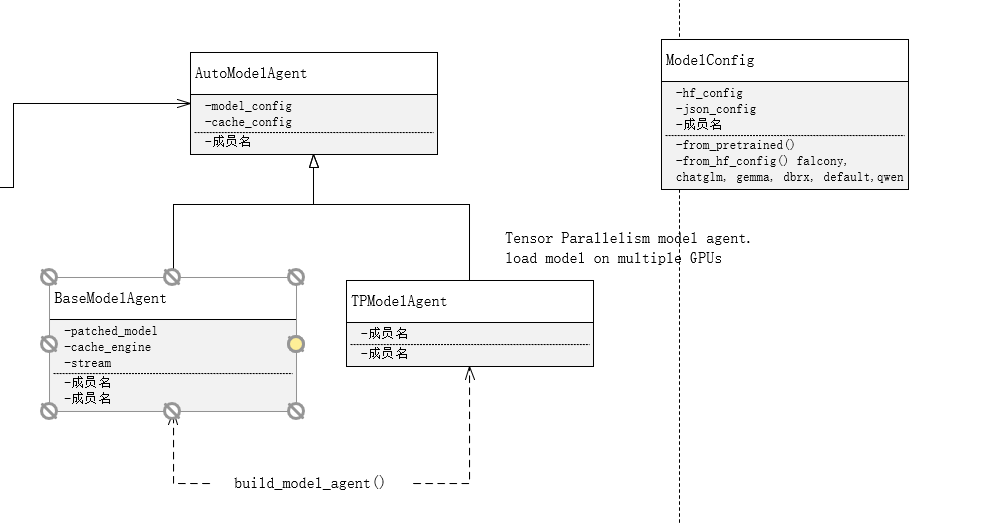 AutoModelAgent
-model_config
-cache_config
-成员名
ModelConfig
-hf_config
-json_config
-成员名
-from_pretrained()
-from_hf_config() falcony,
chatglm, gemma, dbrx, default,qwen
Tensor Parallelism model agent.
load model on multiple GPUs
BaseModelAgent
-patched_model
-cache_engine
-stream
-成员名
-成员名
TPModelAgent
-成员名
-成员名
build_model_agent()